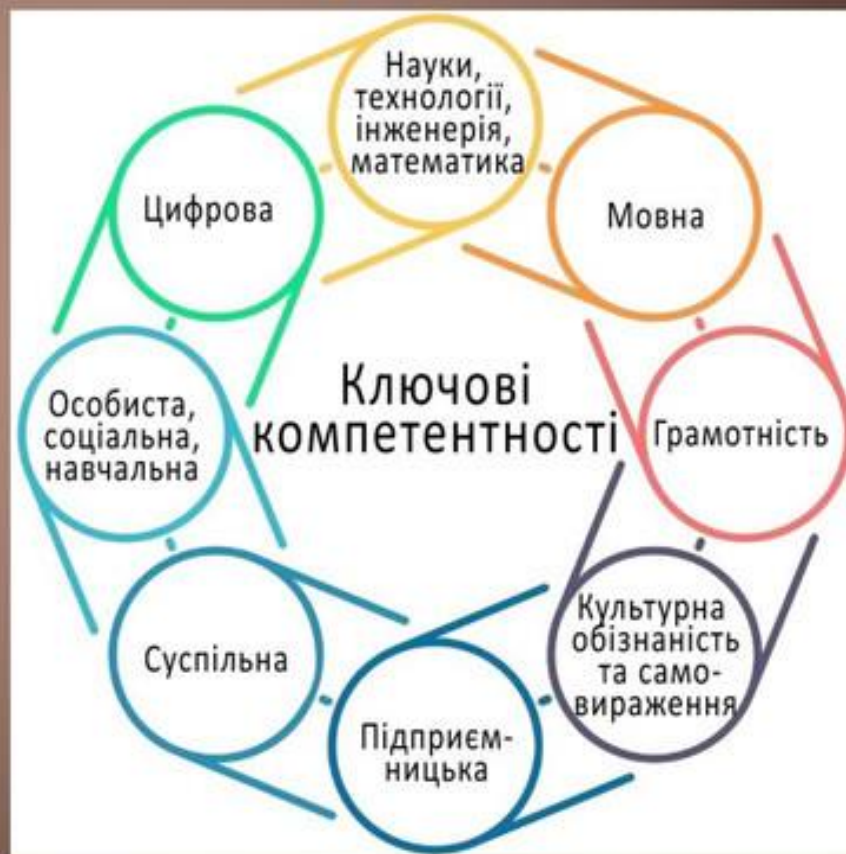 Ключові
компетентності
Науки,
технології,
інженерія,
математика
Мовна
Грамотність
Культурна
обізнаність
та само-
вираження
Підприєм-
ницька
Суспільна
Особиста,
соціальна,
навчальна
Цифрова